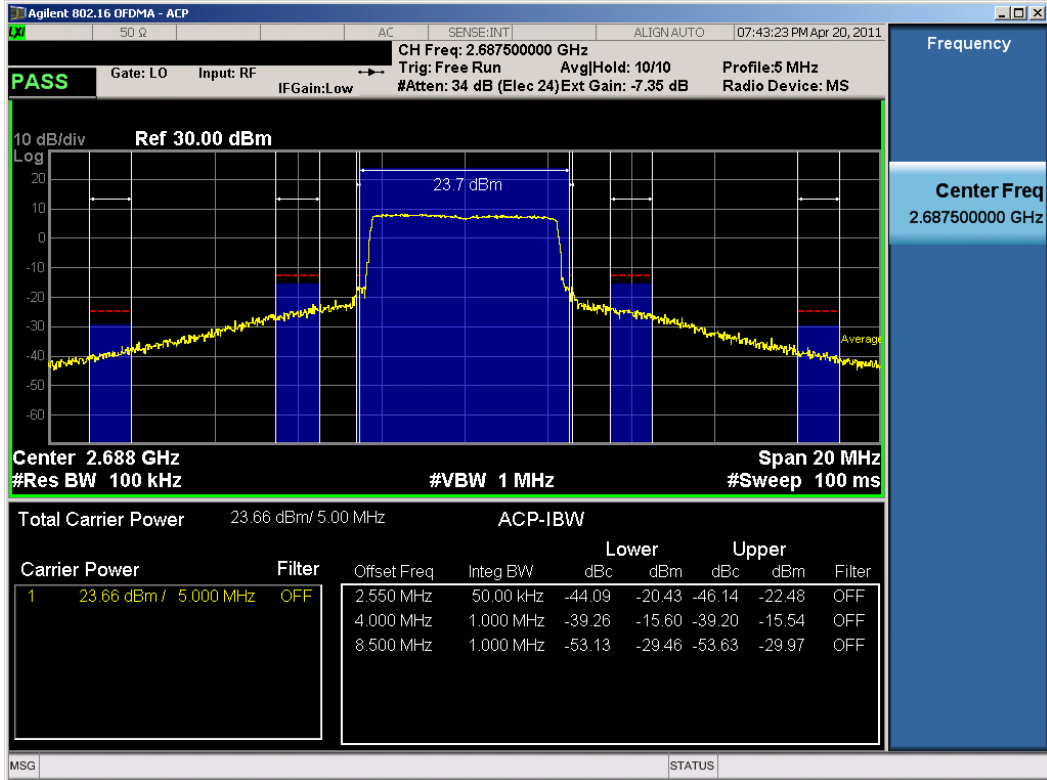 Agilent 802.16 OFDMA - ACP
LXI 50 Ω AC SENSE:INT ALIGN AUTO 07:43:23 PM Apr 20, 2011
CH Freq: 2.687500000 GHz
Gate: LO Input: RF Trig: Free Run Avg|Hold: 10/10 Profile:5 MHz
PASS
IFGain:Low #Atten: 34 dB (Elec 24) Ext Gain: -7.35 dB Radio Device: MS
Frequency
Center Freq
2.687500000 GHz
10 dB/div Ref 30.00 dBm
Log
20
10
0
-10
-20
-30
-40
-50
-60
23.7 dBm
Average
Center 2.688 GHz Span 20 MHz
#Res BW 100 kHz #VBW 1 MHz #Sweep 100 ms
Total Carrier Power 23.66 dBm/ 5.00 MHz ACP-IBW
Lower Upper
Carrier Power Filter Offset Freq Integ BW dBc dBm dBc dBm Filter
1 23.66 dBm / 5.000 MHz OFF 2.550 MHz 50.00 kHz -44.09 -20.43 -46.14 -22.48 OFF
4.000 MHz 1.000 MHz -39.26 -15.60 -39.20 -15.54 OFF
8.500 MHz 1.000 MHz -53.13 -29.46 -53.63 -29.97 OFF
MSG STATUS